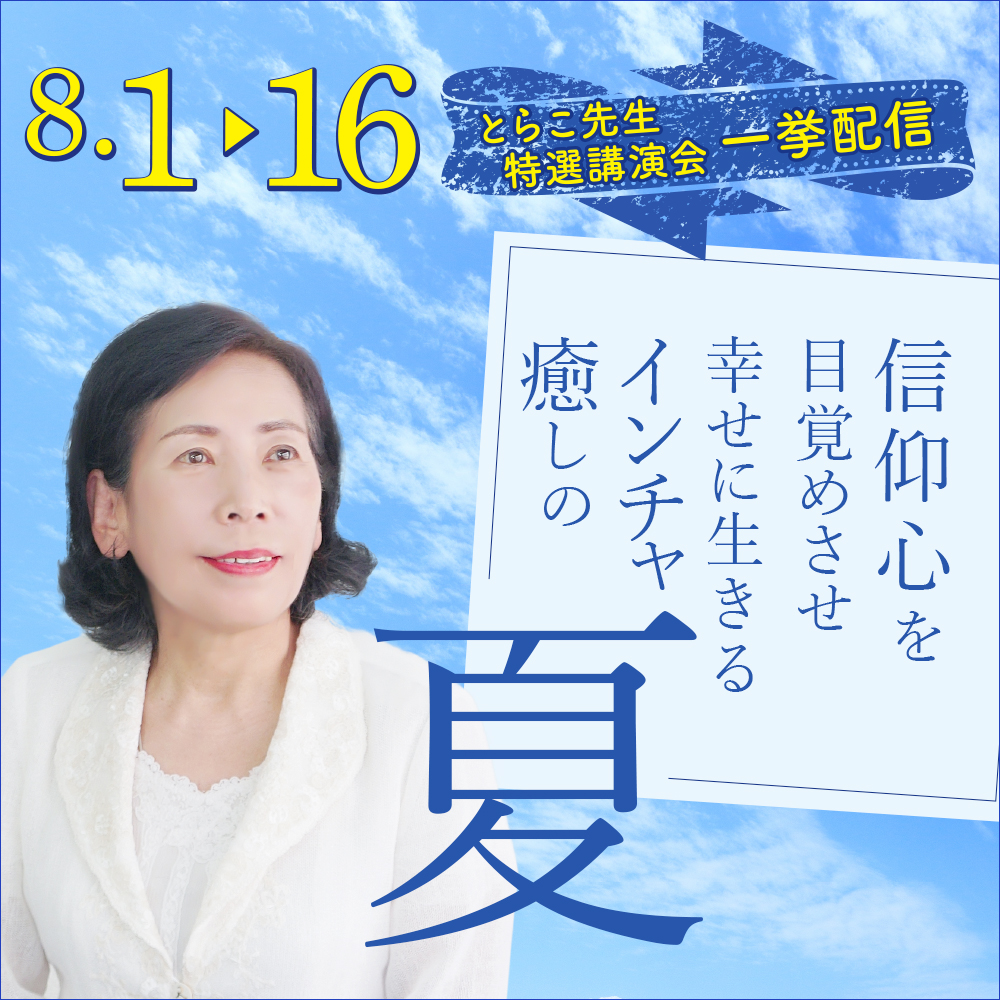 8.1▶16
とらこ先生
特選講演会 一挙配信
信仰心を
目覚めさせ
幸せに生きる
インチャ
癒しの
夏